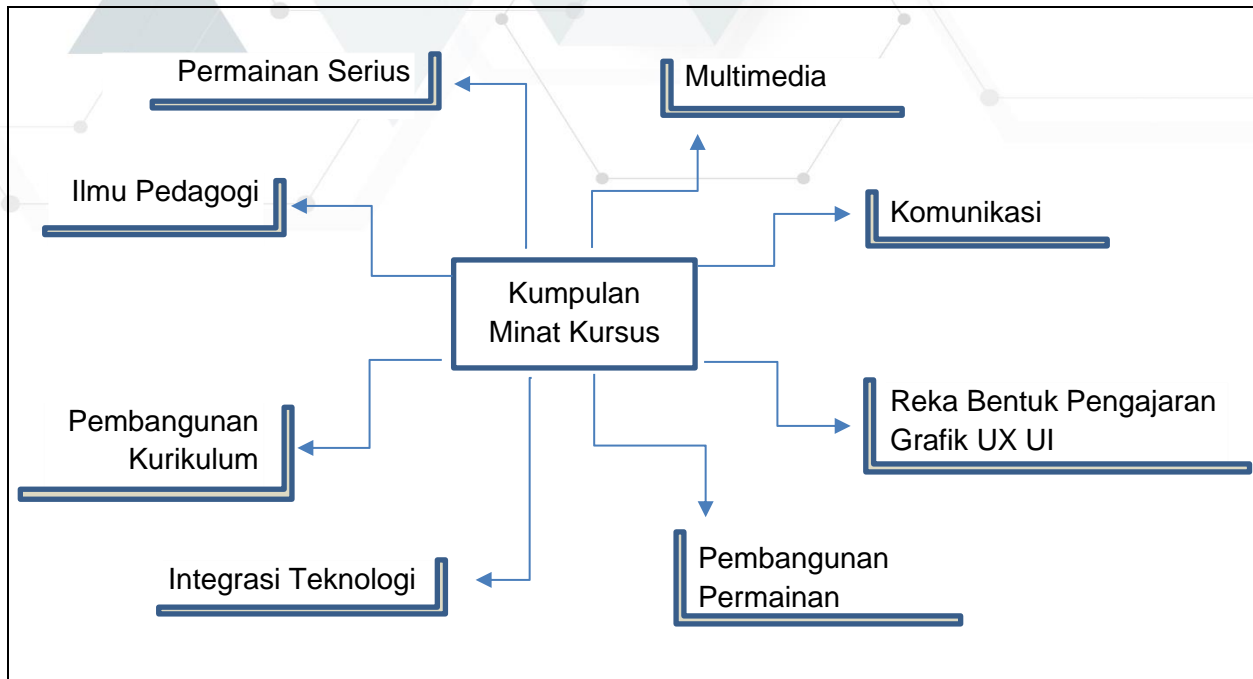 Permainan Serius
Multimedia
Ilmu Pedagogi
Komunikasi
Kumpulan
Minat Kursus
Pembangunan
Kurikulum
Reka Bentuk Pengajaran
Grafik UX UI
Integrasi Teknologi
Pembangunan
Permainan